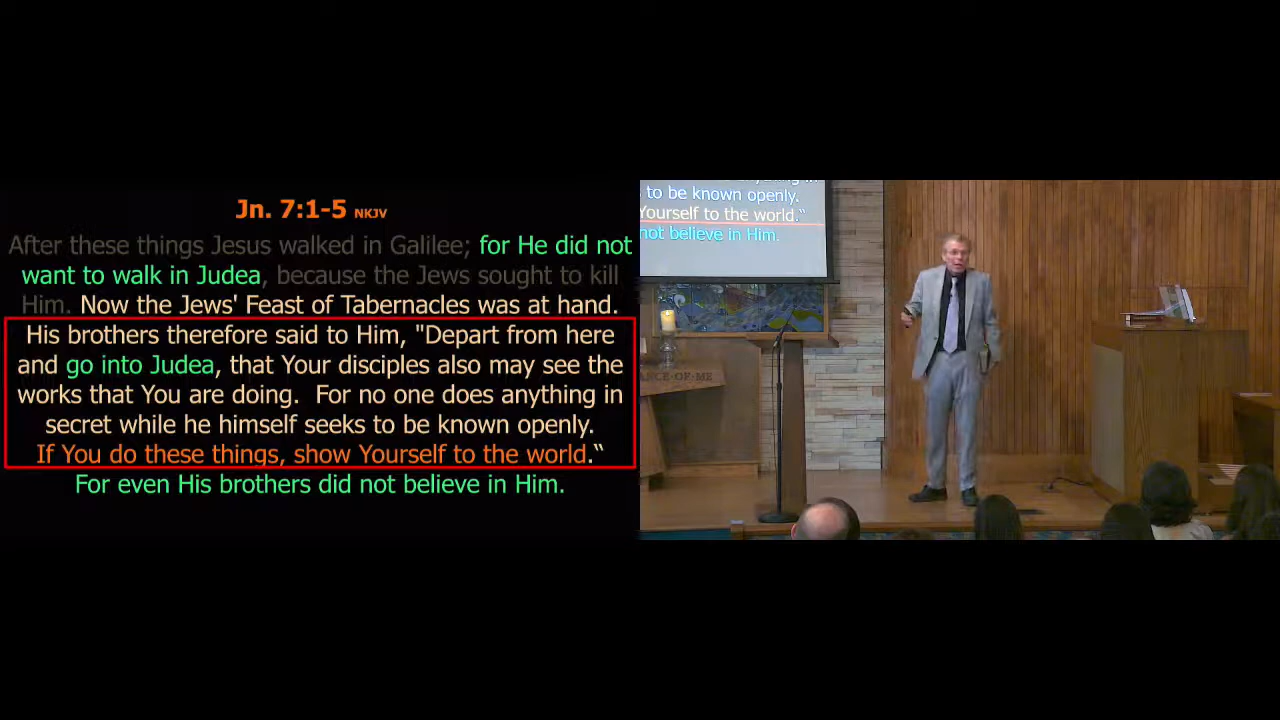 Jn. 7:1-5 NKJV
After these things Jesus walked in Galilee; for He did not
want to walk in Judea, because the Jews sought to kill
Him. Now the Jews' Feast of Tabernacles was at hand.
His brothers therefore said to Him, "Depart from here
and go into Judea, that Your disciples also may see the
works that You are doing.  For no one does anything in
secret while he himself seeks to be known openly.
If You do these things, show Yourself to the world.“
For even His brothers did not believe in Him.
to be known openly.
Yourself to the world.“
not believe in Him.
ANCE·OF·ME